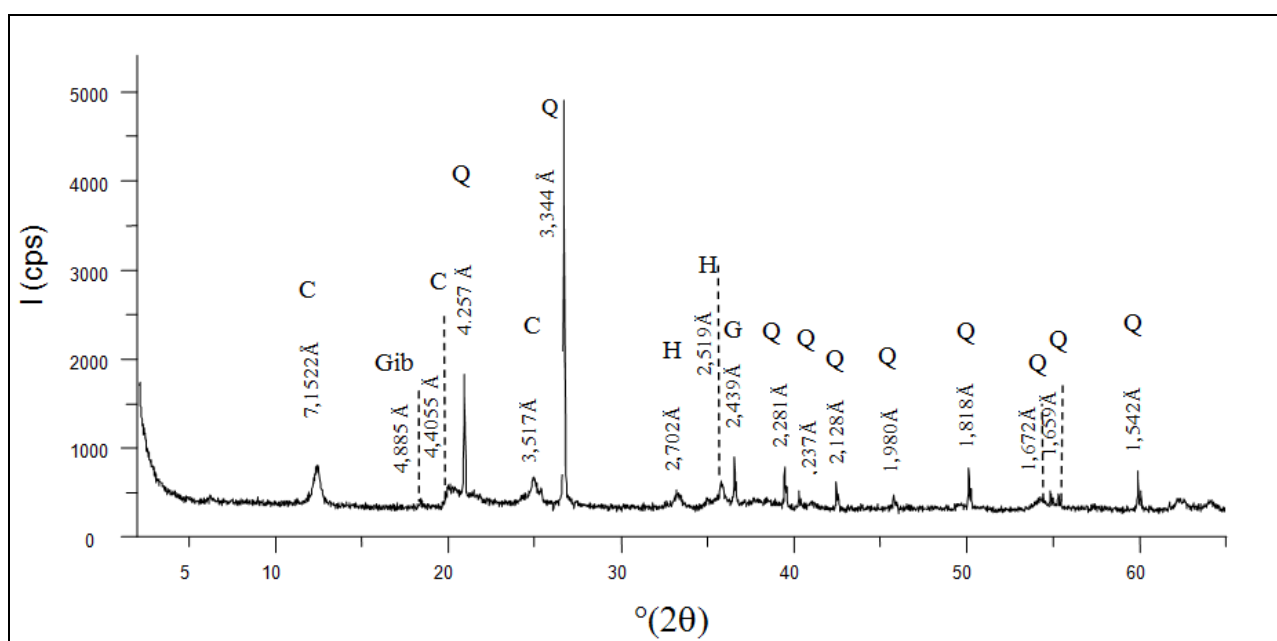 I (cps)
5000
4000
3000
2000
1000
0
C
7,1522Å
Gib
4,885 Å
C
4,4055 Å
Q
4.257 Å
C
3,517Å
Q
3,344 Å
H
2,702Å
H
2,519Å
G
2,439Å
Q
2,281Å
Q
,237Å
Q
2,128Å
Q
1,980Å
Q
1,818Å
Q
1,672Å
Q
1,659Å
Q
1,542Å
5 10 20 30 40 50 60
°(2θ)